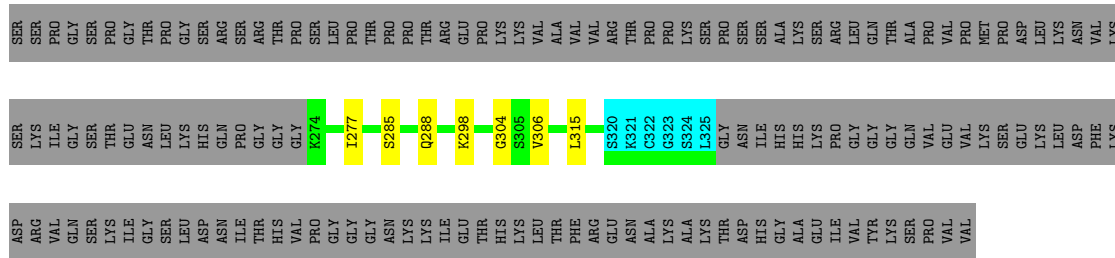 SER SER PRO GLY SER PRO GLY THR PRO GLY SER ARG SER ARG THR PRO SER LEU PRO THR PRO PRO THR ARG GLU PRO LYS LYS VAL ALA VAL VAL ARG THR PRO PRO LYS SER PRO SER SER ALA LYS SER ARG LEU GLN THR ALA PRO VAL PRO MET PRO ASP LEU LYS ASN VAL LYS
SER LYS ILE GLY SER THR GLU ASN LEU LYS HIS GLN PRO GLY GLY GLY K274 I277 S285 Q288 K298 G304 S305 V306 L315 S320 K321 C322 G323 S324 L325 GLY ASN ILE HIS HIS LYS PRO GLY GLY GLY GLN VAL GLU VAL LYS SER GLU LYS LEU ASP PHE LYS
ASP ARG VAL GLN SER LYS ILE GLY SER LEU ASP ASN ILE THR HIS VAL PRO GLY GLY GLY ASN LYS LYS ILE GLU THR HIS LYS LEU THR PHE ARG GLU ASN ALA LYS ALA LYS THR ASP HIS GLY ALA GLU ILE VAL TYR LYS SER PRO VAL VAL